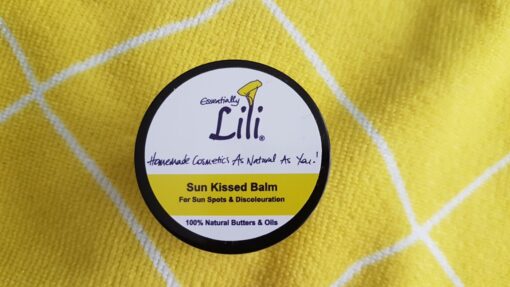 Essentially
Lili®
Homemade Cosmetics As Natural As You!
Sun Kissed Balm
For Sun Spots & Discolouration
100% Natural Butters & Oils